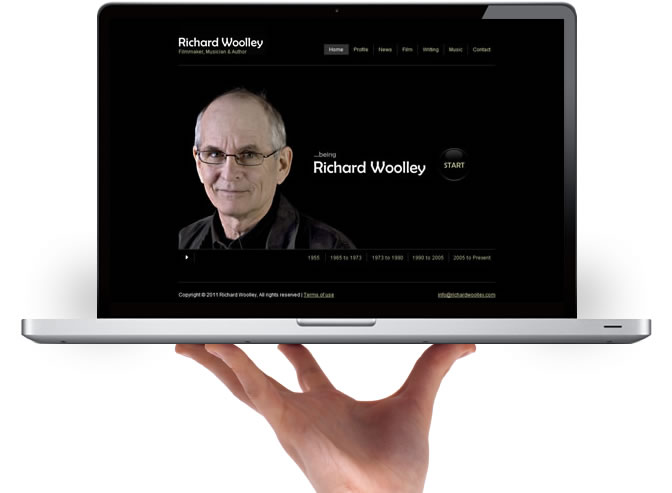 Richard Woolley
Filmmaker, Musician & Author
Home Profile News Film Writing Music Contact
...being
Richard Woolley
START
1955 1965 to 1973 1973 to 1990 1990 to 2005 2005 to Present
Copyright © 2011 Richard Woolley, All rights reserved | Terms of use
info@richardwoolley.com